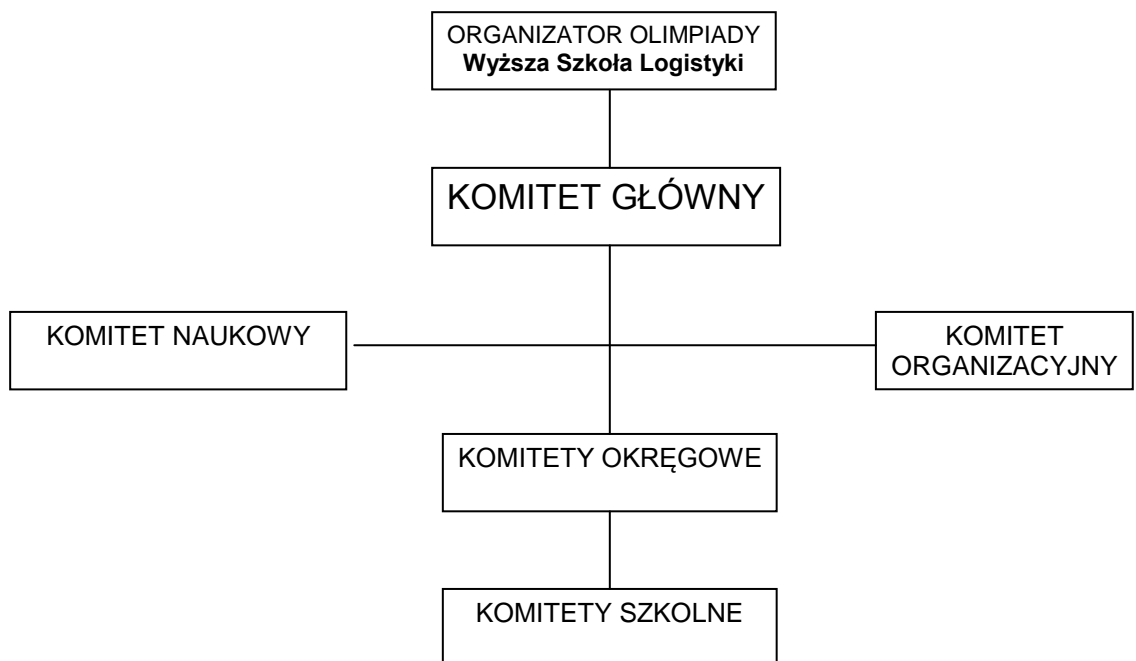 ORGANIZATOR OLIMPIADY
Wyższa Szkoła Logistyki
KOMITET GŁÓWNY
KOMITET NAUKOWY
KOMITET
ORGANIZACYJNY
KOMITETY OKRĘGOWE
KOMITETY SZKOLNE